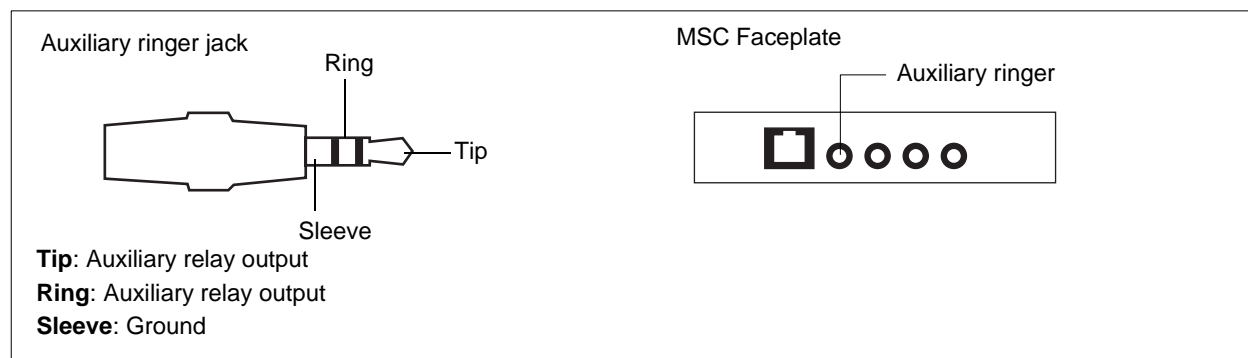 Auxiliary ringer jack
Ring
Tip
Sleeve
Tip: Auxiliary relay output
Ring: Auxiliary relay output
Sleeve: Ground
MSC Faceplate
Auxiliary ringer